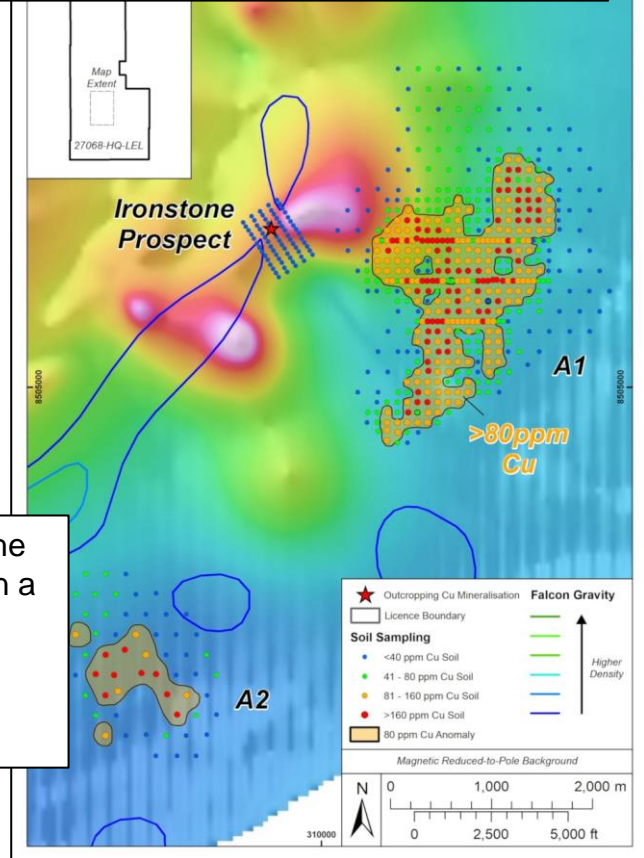 Map
Extent
27068-HQ-LEL
Ironstone
Prospect
A1
8505000
8505000
>80ppm
Cu
A2
310000
Outcropping Cu Mineralisation
Licence Boundary
Soil Sampling
<40 ppm Cu Soil
41 - 80 ppm Cu Soil
81 - 160 ppm Cu Soil
>160 ppm Cu Soil
80 ppm Cu Anomaly
Falcon Gravity
Higher
Density
Magnetic Reduced-to-Pole Background
N
0 1,000 2,000 m
0 2,500 5,000 ft
a